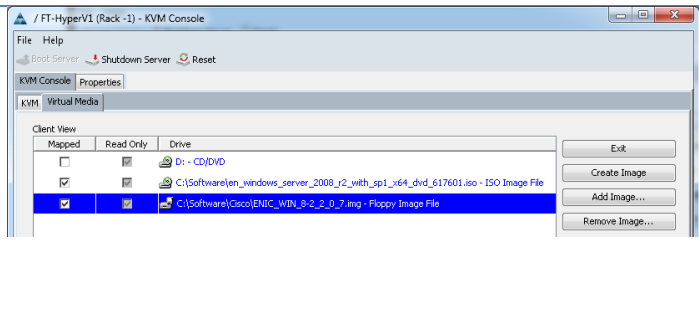 / FT-HyperV1 (Rack -1) - KVM Console
File Help
Boot Server Shutdown Server Reset
KVM Console Properties
KVM Virtual Media
Client View
Mapped Read Only Drive
D: - CD/DVD
C:\Software\en_windows_server_2008_r2_with_sp1_x64_dvd_617601.iso - ISO Image File
C:\Software\Cisco\ENIC_WIN_8-2_2_0_7.img - Floppy Image File
Exit
Create Image
Add Image...
Remove Image...